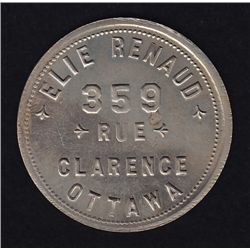 ELIE RENAUD
359
RUE
CLARENCE
OTTAWA